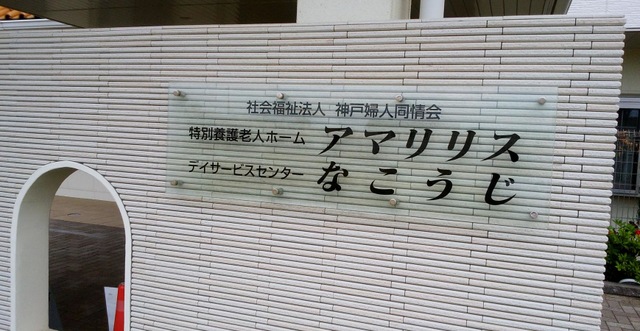 社会福祉法人 神戸婦人同情会
特別養護老人ホーム アマリリス
デイサービスセンター なこうじ